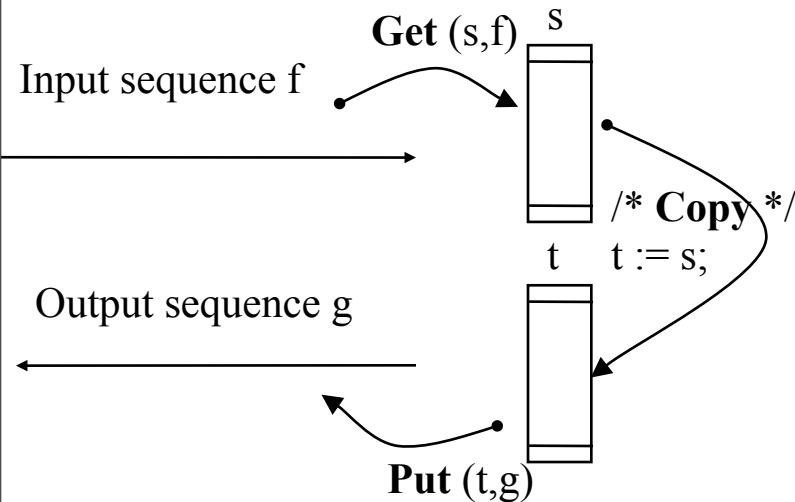 s
Get (s,f)
Input sequence f
/* Copy */
t
t := s;
Output sequence g
Put (t,g)